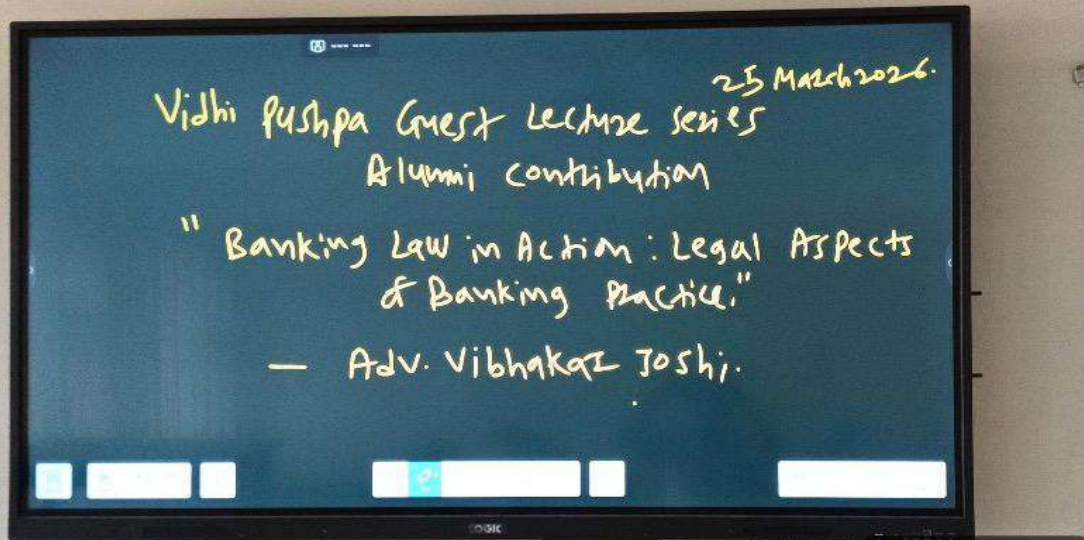 25 March 2026.
Vidhi Pushpa Guest Lecture series
Alumni contribution
"Banking Law in Action : Legal Aspects
of Banking Practice."
— Adv. Vibhakar Joshi.